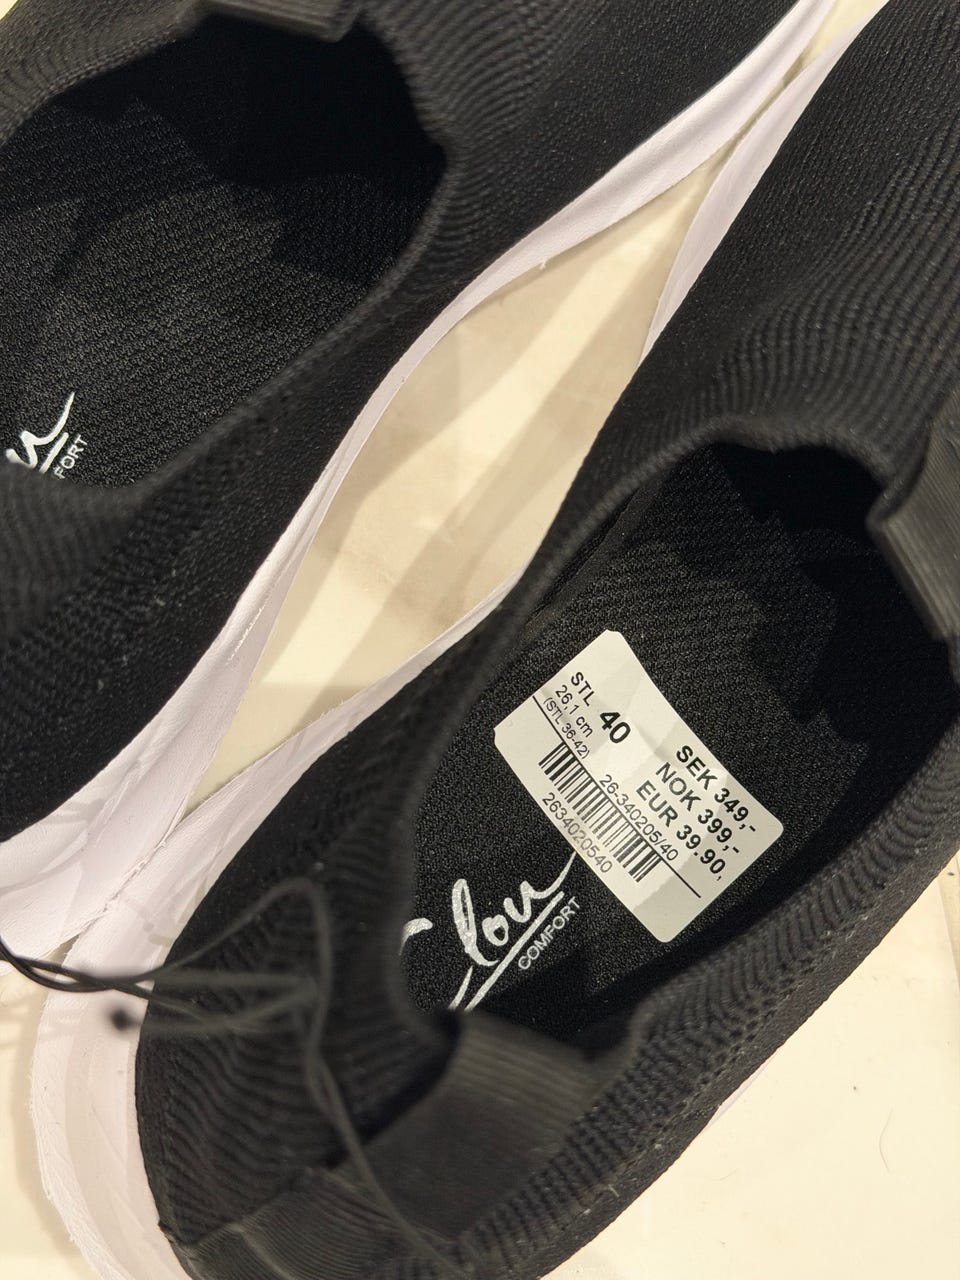 STL 40
26,1 cm
(STL 36-42)
SEK 349,-
NOK 399,-
EUR 39.90,
26-340205/40
2634020540
COMFORT